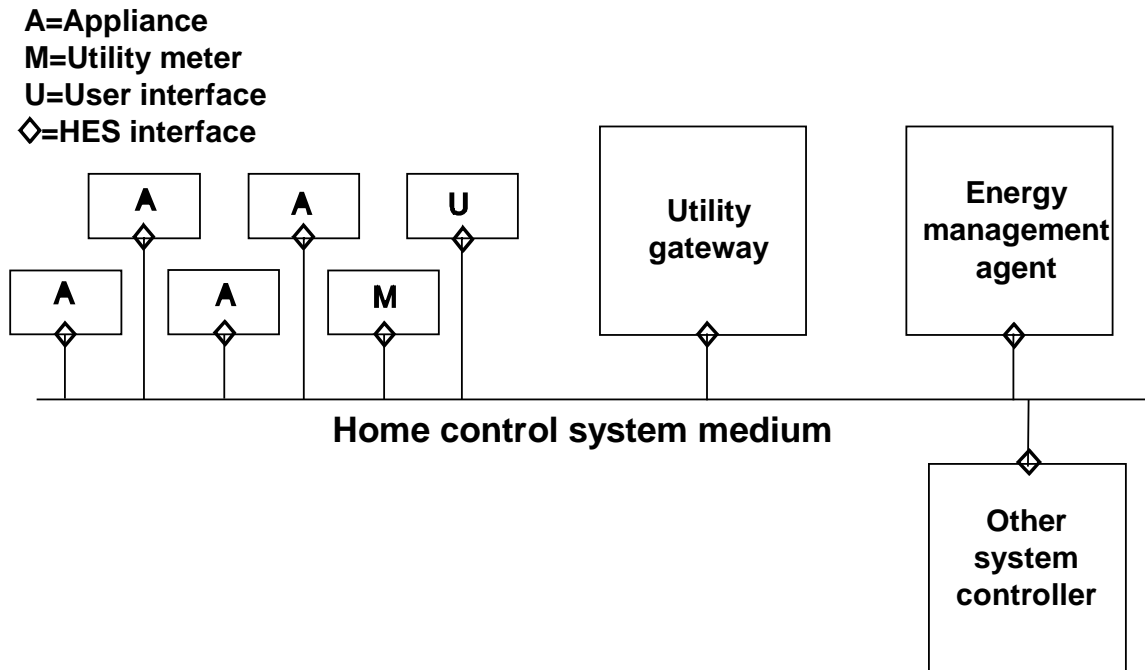 A=Appliance
M=Utility meter
U=User interface
◇=HES interface
A
A
U
A
A
M
Utility
gateway
Energy
management
agent
Home control system medium
Other
system
controller